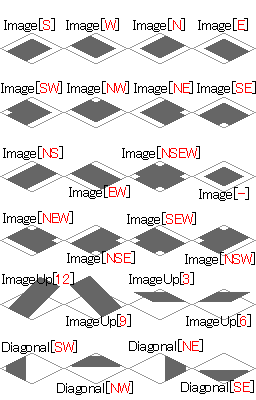 Image[S] Image[W] Image[N] Image[E]
Image[SW] Image[NW] Image[NE] Image[SE]
Image[NS] Image[NSEW]
Image[EW] Image[-]
Image[NEW] Image[SEW]
Image[NSE] Image[NSW]
ImageUp[12] ImageUp[3]
ImageUp[9] ImageUp[6]
Diagonal[SW] Diagonal[NE]
Diagonal[NW] Diagonal[SE]